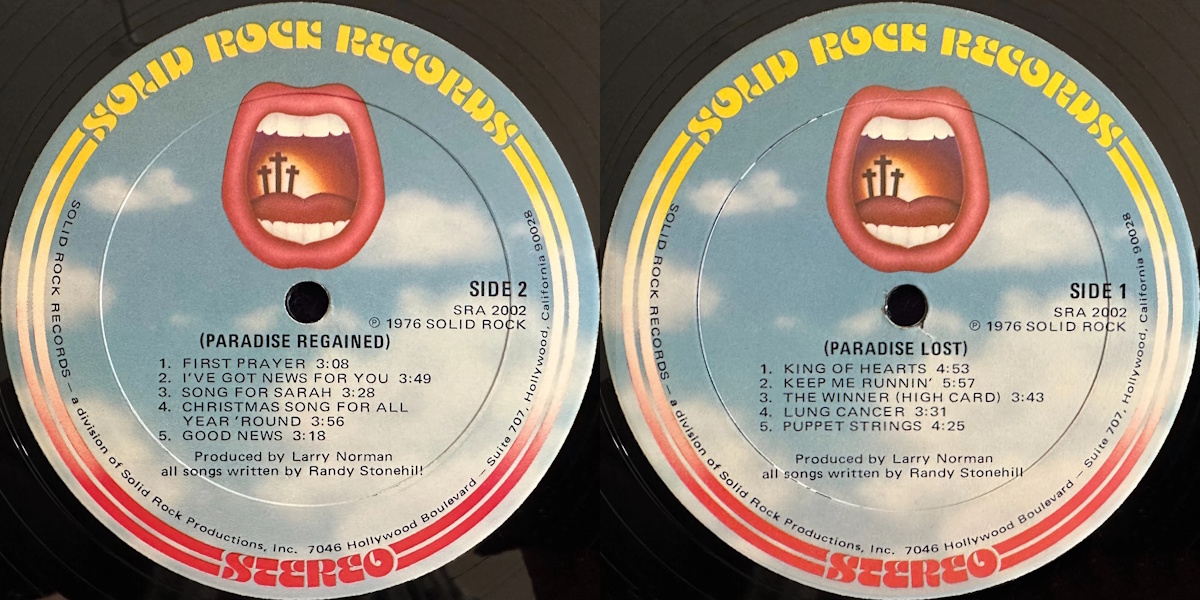 SOLID ROCK RECORDS
SIDE 2
SRA 2002
℗ 1976 SOLID ROCK
(PARADISE REGAINED)
1. FIRST PRAYER 3:08
2. I'VE GOT NEWS FOR YOU 3:49
3. SONG FOR SARAH 3:28
4. CHRISTMAS SONG FOR ALL
YEAR 'ROUND 3:56
5. GOOD NEWS 3:18
Produced by Larry Norman
all songs written by Randy Stonehill
SOLID ROCK RECORDS – a division of Solid Rock Productions, Inc. 7046 Hollywood Boulevard – Suite 707, Hollywood, California 90028
STEREO
SOLID ROCK RECORDS
SIDE 1
SRA 2002
℗ 1976 SOLID ROCK
(PARADISE LOST)
1. KING OF HEARTS 4:53
2. KEEP ME RUNNIN' 5:57
3. THE WINNER (HIGH CARD) 3:43
4. LUNG CANCER 3:31
5. PUPPET STRINGS 4:25
Produced by Larry Norman
all songs written by Randy Stonehill
SOLID ROCK RECORDS – a division of Solid Rock Productions, Inc. 7046 Hollywood Boulevard – Suite 707, Hollywood, California 90028
STEREO